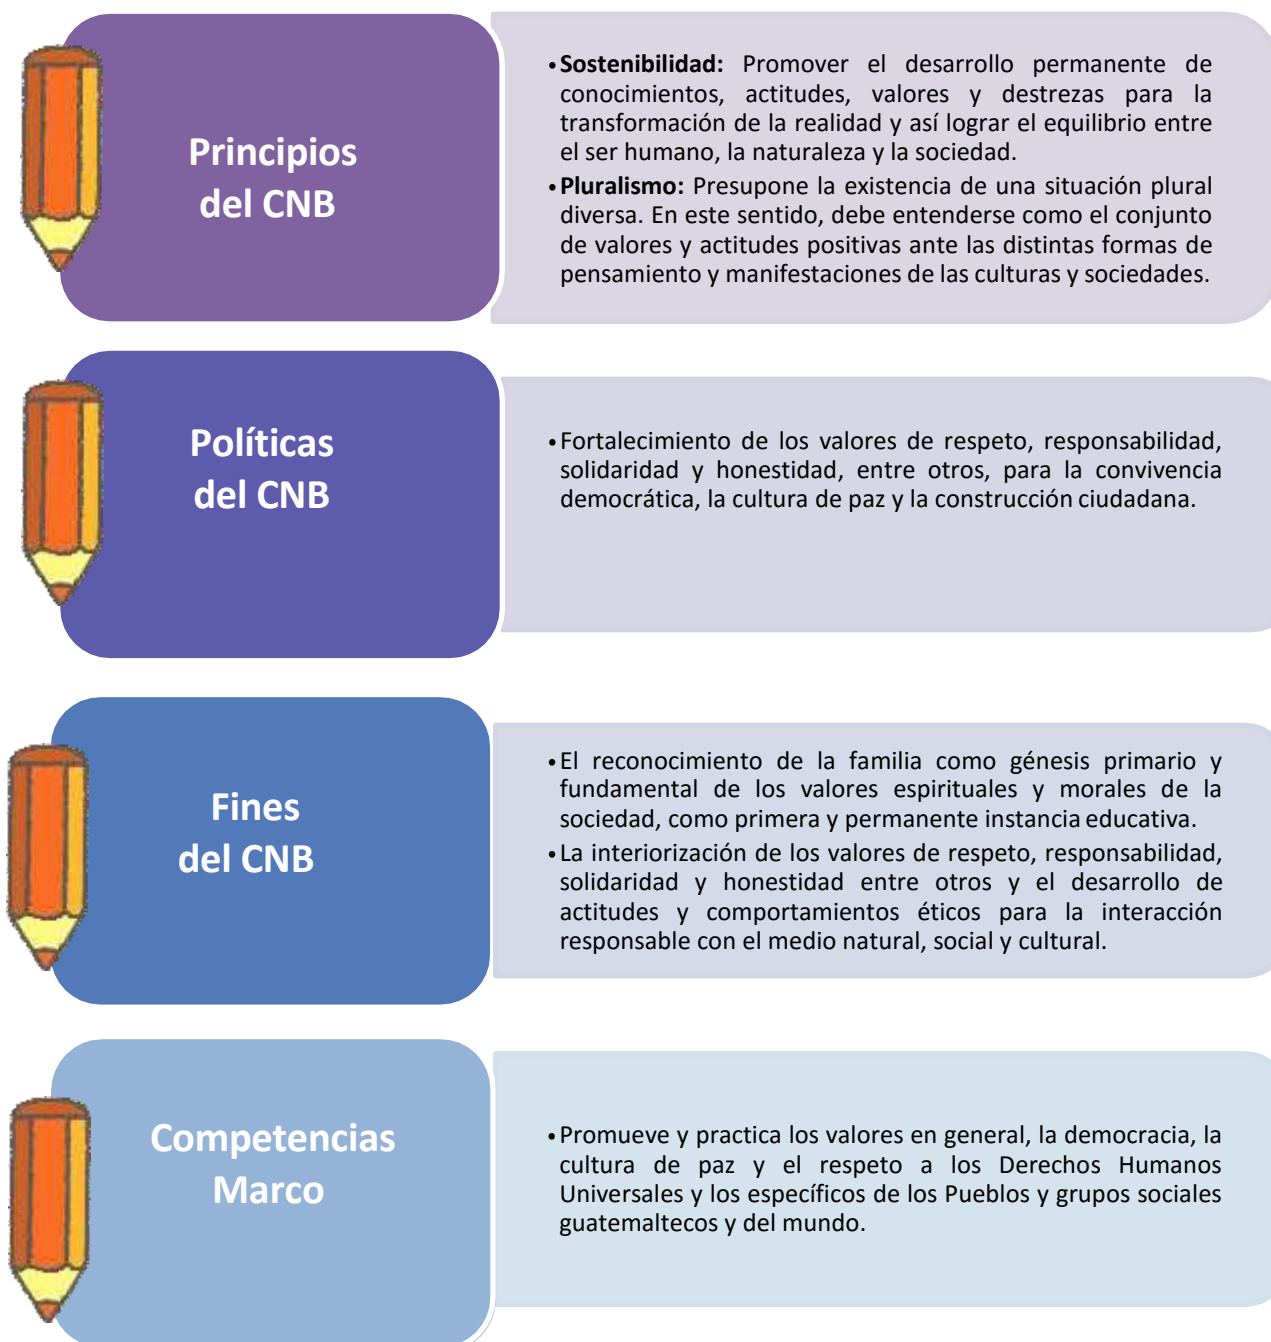 Principios
del CNB
•Sostenibilidad: Promover el desarrollo permanente de
conocimientos, actitudes, valores y destrezas para la
transformación de la realidad y así lograr el equilibrio entre
el ser humano, la naturaleza y la sociedad.
•Pluralismo: Presupone la existencia de una situación plural
diversa. En este sentido, debe entenderse como el conjunto
de valores y actitudes positivas ante las distintas formas de
pensamiento y manifestaciones de las culturas y sociedades.
Políticas
del CNB
•Fortalecimiento de los valores de respeto, responsabilidad,
solidaridad y honestidad, entre otros, para la convivencia
democrática, la cultura de paz y la construcción ciudadana.
Fines
del CNB
•El reconocimiento de la familia como génesis primario y
fundamental de los valores espirituales y morales de la
sociedad, como primera y permanente instancia educativa.
•La interiorización de los valores de respeto, responsabilidad,
solidaridad y honestidad entre otros y el desarrollo de
actitudes y comportamientos éticos para la interacción
responsable con el medio natural, social y cultural.
Competencias
Marco
•Promueve y practica los valores en general, la democracia, la
cultura de paz y el respeto a los Derechos Humanos
Universales y los específicos de los Pueblos y grupos sociales
guatemaltecos y del mundo.